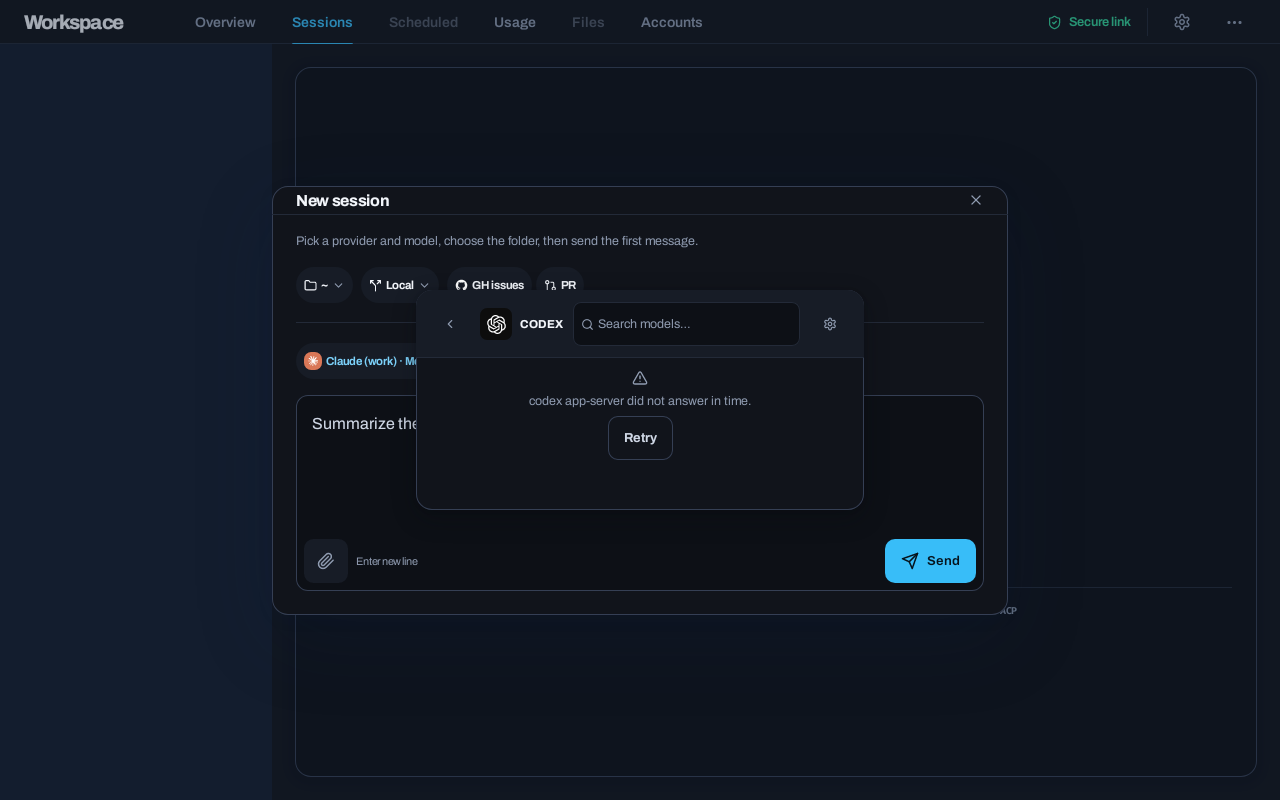 Workspace Overview Sessions Scheduled Usage Files Accounts Secure link
New session
Pick a provider and model, choose the folder, then send the first message.
~ Local GH issues PR
CODEX Search models...
Claude (work) ·
codex app-server did not answer in time.
Summarize the
Retry
Enter new line Send
ACP